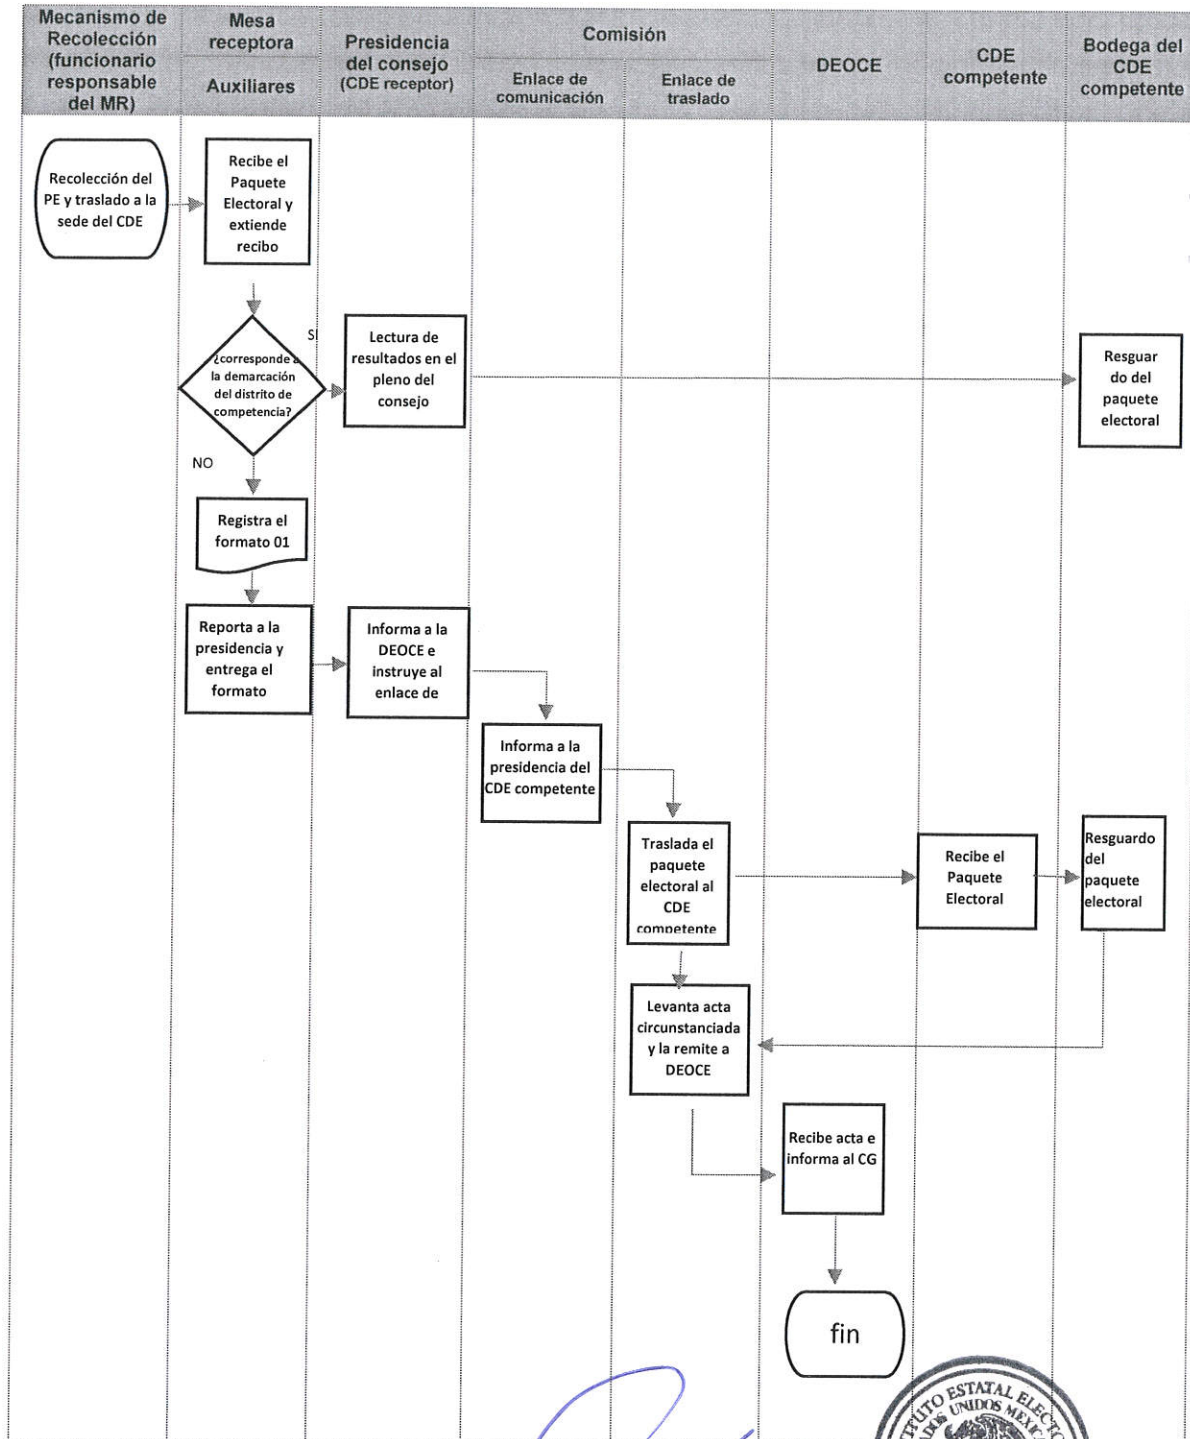 Mecanismo de
Recolección
(funcionario
responsable
del MR)
Mesa
receptora
Auxiliares
Presidencia
del consejo
(CDE receptor)
Comisión
Enlace de
comunicación
Enlace de
traslado
DEOCE
CDE
competente
Bodega del
CDE
competente
Recolección del
PE y traslado a la
sede del CDE
Recibe el
Paquete
Electoral y
extiende
recibo
¿corresponde a
la demarcación
del distrito de
competencia?
SI
Lectura de
resultados en el
pleno del
consejo
Resguar
do del
paquete
electoral
NO
Registra el
formato 01
Reporta a la
presidencia y
entrega el
formato
Informa a la
DEOCE e
instruye al
enlace de
Informa a la
presidencia del
CDE competente
Traslada el
paquete
electoral al
CDE
competente
Recibe el
Paquete
Electoral
Resguardo
del
paquete
electoral
Levanta acta
circunstanciada
y la remite a
DEOCE
Recibe acta e
informa al CG
fin
ESTATAL
UNIDOS